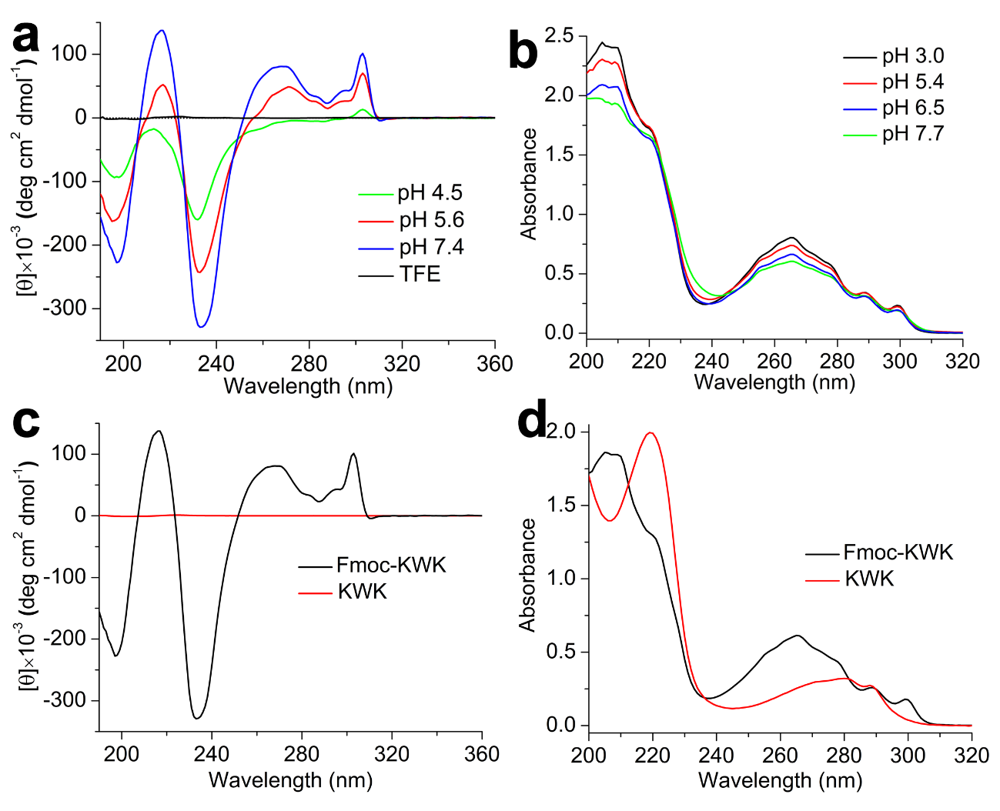 a
100
0
-100
-200
-300
[θ]×10⁻³ (deg cm² dmol⁻¹)
pH 4.5
pH 5.6
pH 7.4
TFE
200 240 280 320 360
Wavelength (nm)
b
2.5
2.0
1.5
1.0
0.5
0.0
Absorbance
pH 3.0
pH 5.4
pH 6.5
pH 7.7
200 220 240 260 280 300 320
Wavelength (nm)
c
100
0
-100
-200
-300
[θ]×10⁻³ (deg cm² dmol⁻¹)
Fmoc-KWK
KWK
200 240 280 320 360
Wavelength (nm)
d
2.0
1.5
1.0
0.5
0.0
Absorbance
Fmoc-KWK
KWK
200 220 240 260 280 300 320
Wavelength (nm)